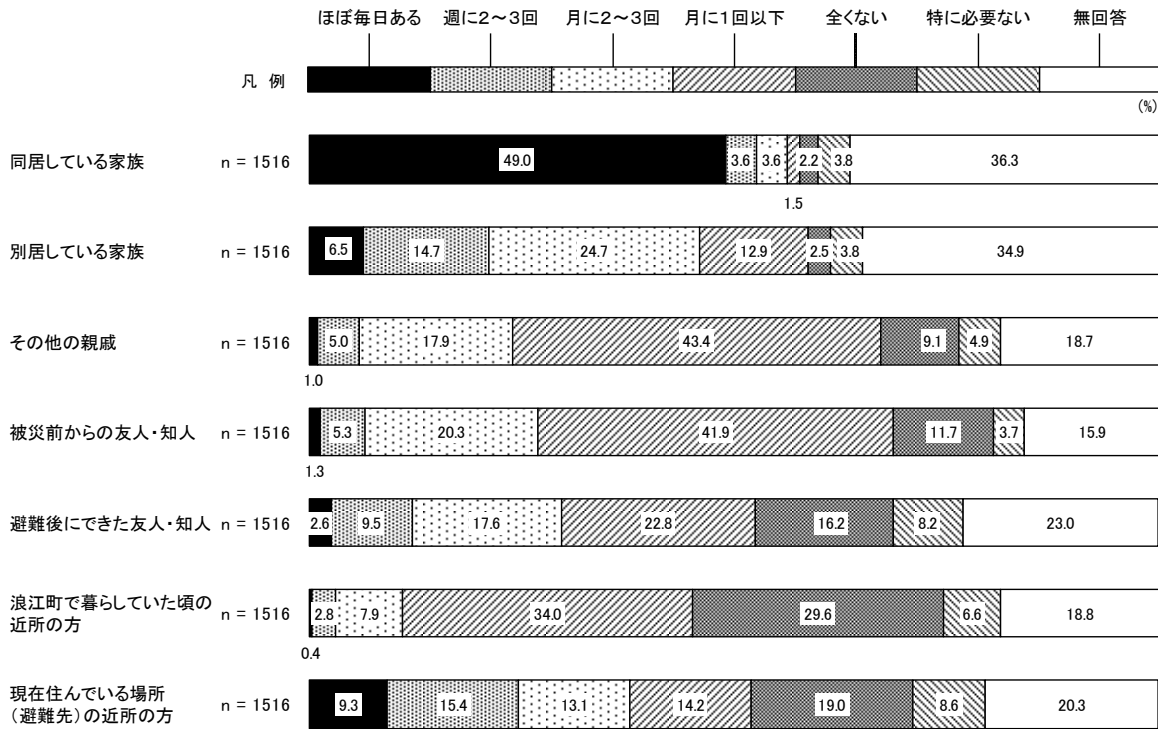 ほぼ毎日ある 週に2～3回 月に2～3回 月に1回以下 全くない 特に必要ない 無回答
凡 例
(%)
同居している家族 n = 1516 49.0 3.6 3.6 2.2 3.8 36.3
1.5
別居している家族 n = 1516 6.5 14.7 24.7 12.9 2.5 3.8 34.9
その他の親戚 n = 1516 5.0 17.9 43.4 9.1 4.9 18.7
1.0
被災前からの友人・知人 n = 1516 5.3 20.3 41.9 11.7 3.7 15.9
1.3
避難後にできた友人・知人 n = 1516 2.6 9.5 17.6 22.8 16.2 8.2 23.0
浪江町で暮らしていた頃の
近所の方 n = 1516 2.8 7.9 34.0 29.6 6.6 18.8
0.4
現在住んでいる場所
（避難先）の近所の方 n = 1516 9.3 15.4 13.1 14.2 19.0 8.6 20.3